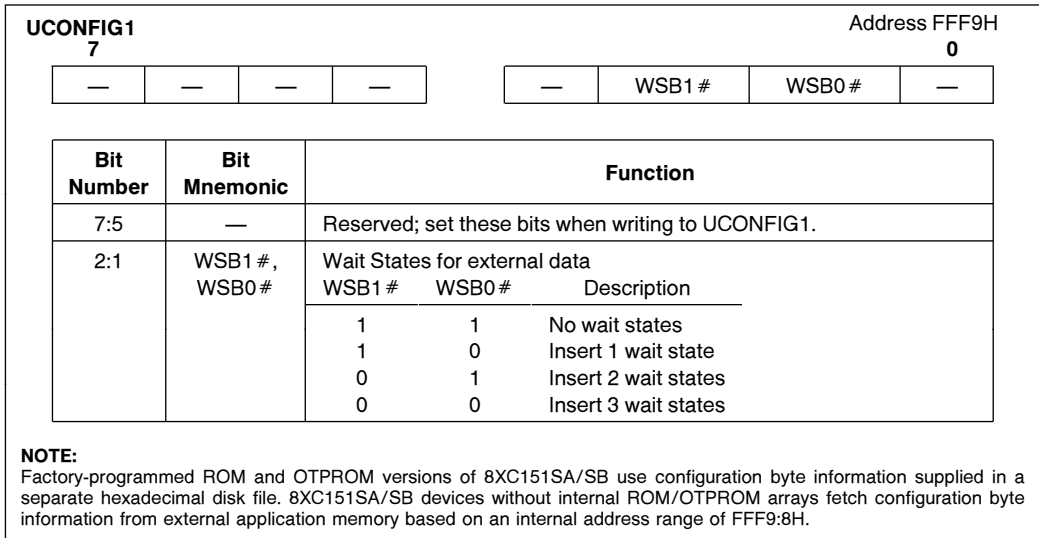 UCONFIG1 Address FFF9H
7 0
— — — — — WSB1# WSB0# —
Bit Number Bit Mnemonic Function
7:5 — Reserved; set these bits when writing to UCONFIG1.
2:1 WSB1#, Wait States for external data
WSB0# WSB1# WSB0# Description
1 1 No wait states
1 0 Insert 1 wait state
0 1 Insert 2 wait states
0 0 Insert 3 wait states
NOTE:
Factory-programmed ROM and OTPROM versions of 8XC151SA/SB use configuration byte information supplied in a
separate hexadecimal disk file. 8XC151SA/SB devices without internal ROM/OTPROM arrays fetch configuration byte
information from external application memory based on an internal address range of FFF9:8H.